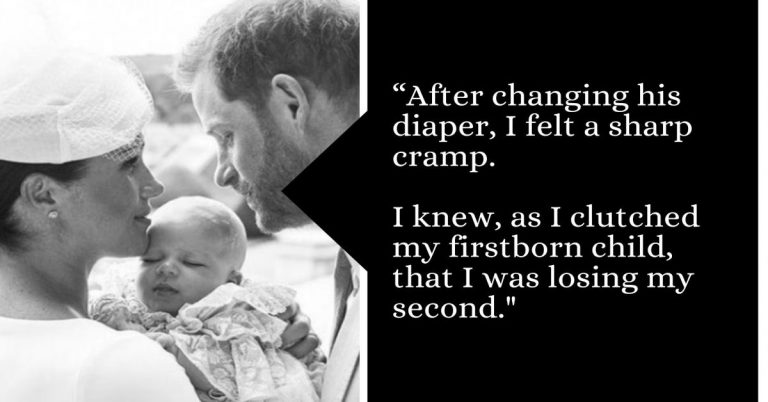 “After changing his
diaper, I felt a sharp
cramp.
I knew, as I clutched
my firstborn child,
that I was losing my
second."